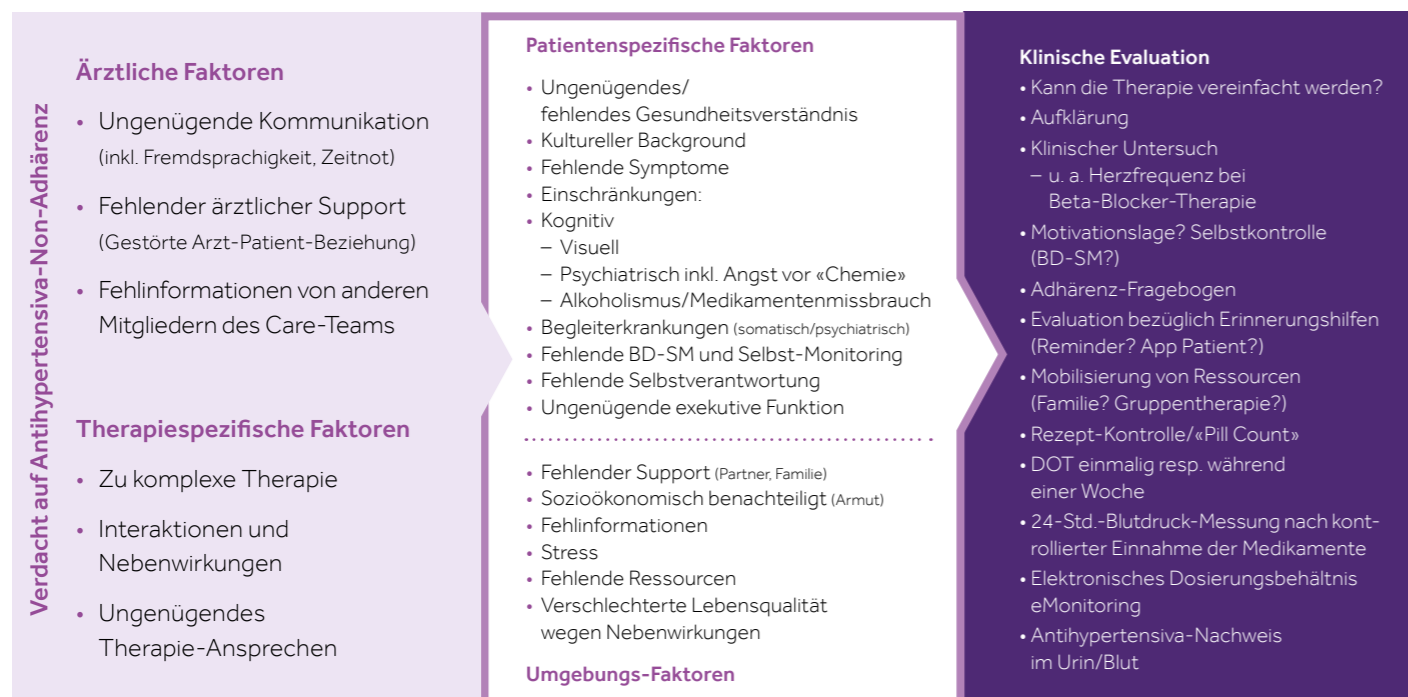 Verdacht auf Antihypertensiva-Non-Adhärenz
Ärztliche Faktoren
• Ungenügende Kommunikation
(inkl. Fremdsprachigkeit, Zeitnot)
• Fehlender ärztlicher Support
(Gestörte Arzt-Patient-Beziehung)
• Fehlinformationen von anderen
Mitgliedern des Care-Teams
Therapiespezifische Faktoren
• Zu komplexe Therapie
• Interaktionen und
Nebenwirkungen
• Ungenügendes
Therapie-Ansprechen
Patientenspezifische Faktoren
• Ungenügendes/
fehlendes Gesundheitsverständnis
• Kultureller Background
• Fehlende Symptome
• Einschränkungen:
• Kognitiv
– Visuell
– Psychiatrisch inkl. Angst vor «Chemie»
– Alkoholismus/Medikamentenmissbrauch
• Begleiterkrankungen (somatisch/psychiatrisch)
• Fehlende BD-SM und Selbst-Monitoring
• Fehlende Selbstverantwortung
• Ungenügende exekutive Funktion
• Fehlender Support (Partner, Familie)
• Sozioökonomisch benachteiligt (Armut)
• Fehlinformationen
• Stress
• Fehlende Ressourcen
• Verschlechterte Lebensqualität
wegen Nebenwirkungen
Umgebungs-Faktoren
Klinische Evaluation
• Kann die Therapie vereinfacht werden?
• Aufklärung
• Klinischer Untersuch
– u. a. Herzfrequenz bei
Beta-Blocker-Therapie
• Motivationslage? Selbstkontrolle
(BD-SM?)
• Adhärenz-Fragebogen
• Evaluation bezüglich Erinnerungshilfen
(Reminder? App Patient?)
• Mobilisierung von Ressourcen
(Familie? Gruppentherapie?)
• Rezept-Kontrolle/«Pill Count»
• DOT einmalig resp. während
einer Woche
• 24-Std.-Blutdruck-Messung nach kont-
rollierter Einnahme der Medikamente
• Elektronisches Dosierungsbehältnis
eMonitoring
• Antihypertensiva-Nachweis
im Urin/Blut